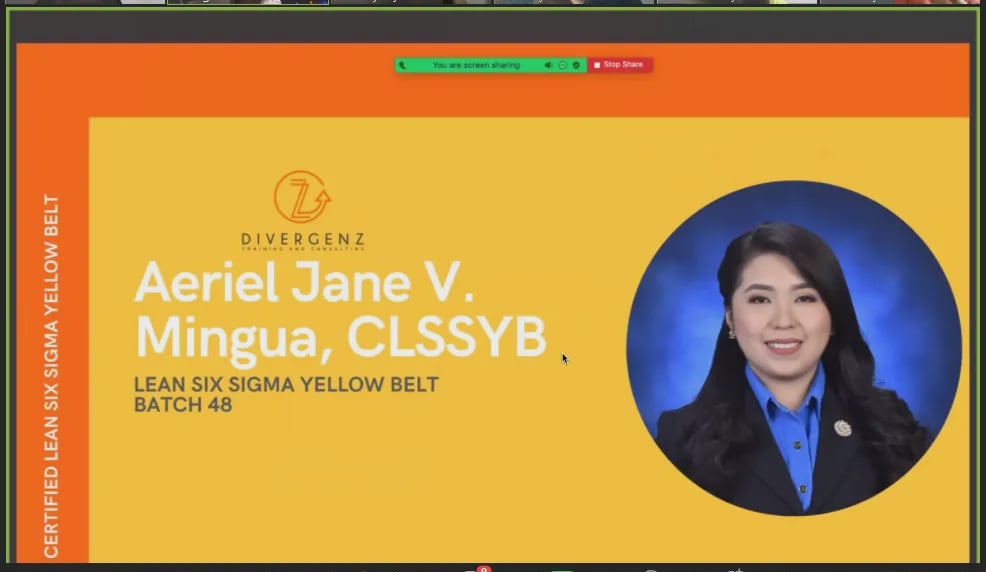 You are screen sharing
Stop Share
CERTIFIED LEAN SIX SIGMA YELLOW BELT
DIVERGENZ
TRAINING AND CONSULTING
Aeriel Jane V.
Mingua, CLSSYB
LEAN SIX SIGMA YELLOW BELT
BATCH 48